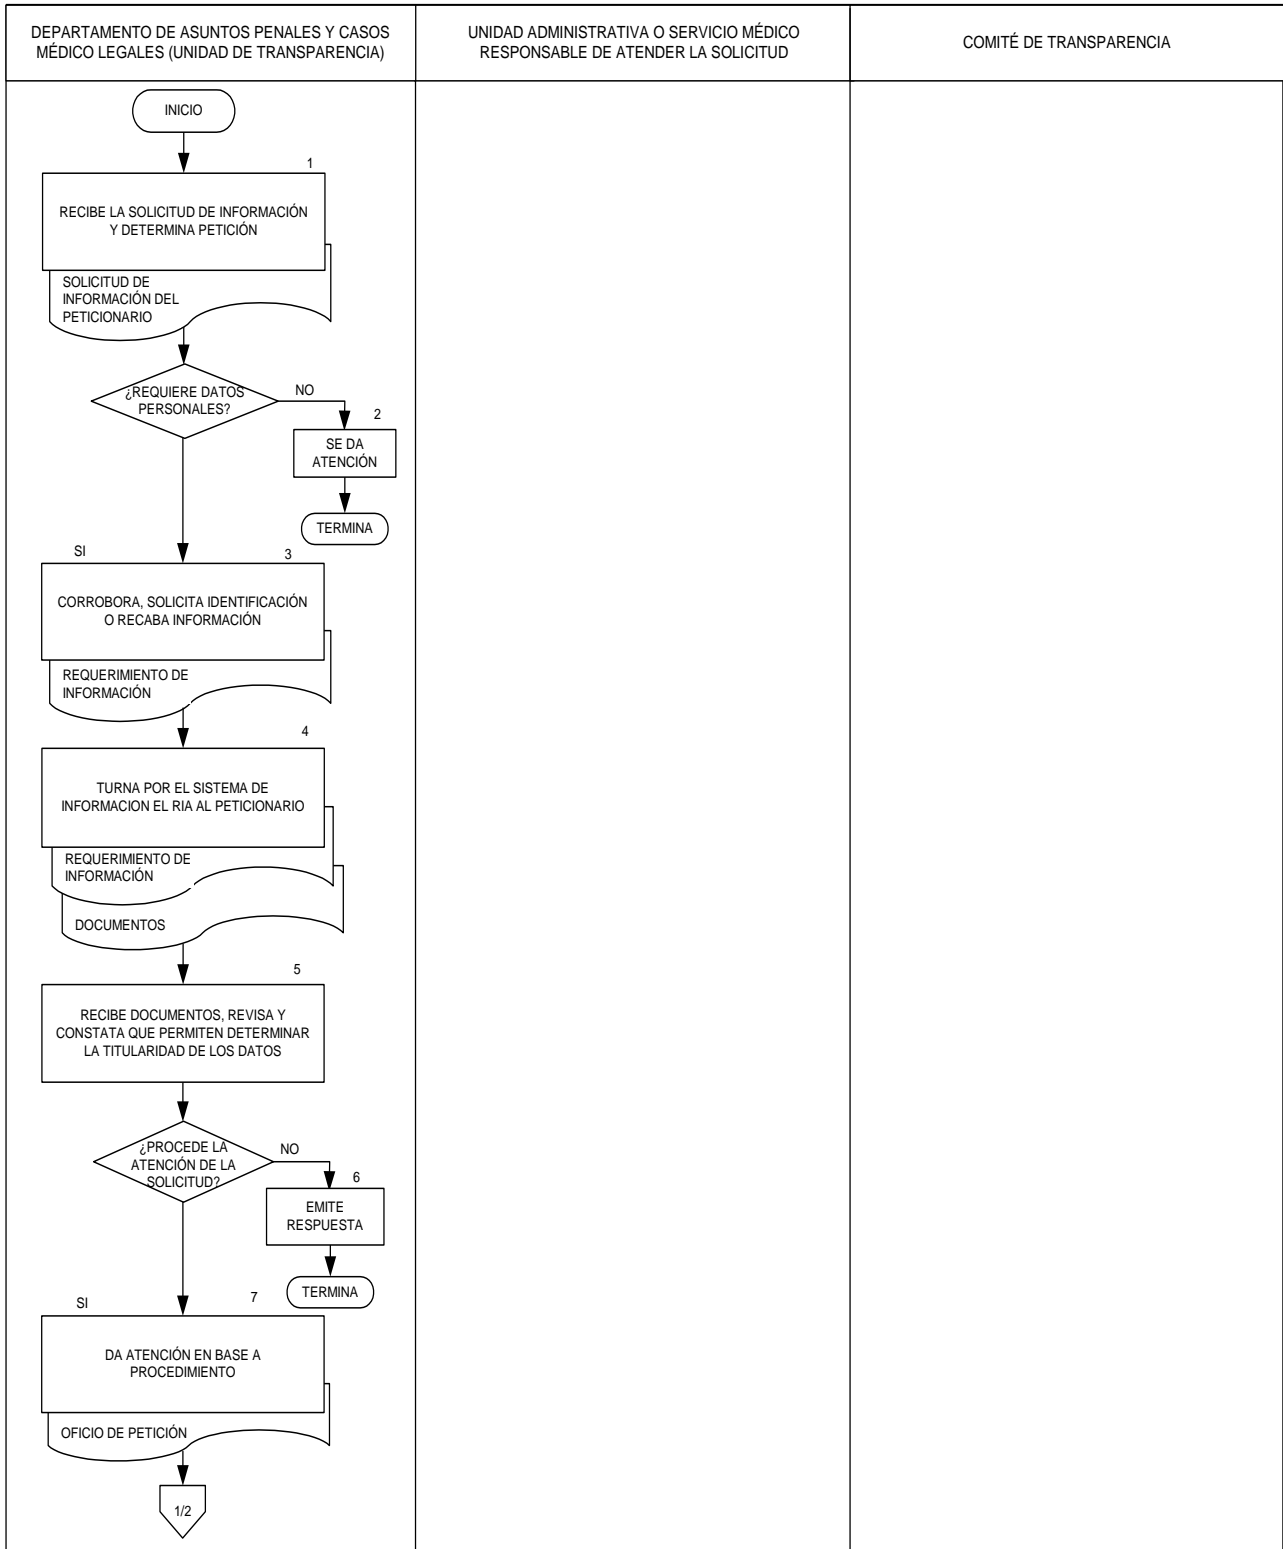 DEPARTAMENTO DE ASUNTOS PENALES Y CASOS
MÉDICO LEGALES (UNIDAD DE TRANSPARENCIA)
UNIDAD ADMINISTRATIVA O SERVICIO MÉDICO
RESPONSABLE DE ATENDER LA SOLICITUD
COMITÉ DE TRANSPARENCIA
INICIO
1
RECIBE LA SOLICITUD DE INFORMACIÓN
Y DETERMINA PETICIÓN
SOLICITUD DE
INFORMACIÓN DEL
PETICIONARIO
¿REQUIERE DATOS
PERSONALES?
NO
2
SE DA
ATENCIÓN
TERMINA
SI
3
CORROBORA, SOLICITA IDENTIFICACIÓN
O RECABA INFORMACIÓN
REQUERIMIENTO DE
INFORMACIÓN
4
TURNA POR EL SISTEMA DE
INFORMACION EL RIA AL PETICIONARIO
REQUERIMIENTO DE
INFORMACIÓN
DOCUMENTOS
5
RECIBE DOCUMENTOS, REVISA Y
CONSTATA QUE PERMITEN DETERMINAR
LA TITULARIDAD DE LOS DATOS
¿PROCEDE LA
ATENCIÓN DE LA
SOLICITUD?
NO
6
EMITE
RESPUESTA
TERMINA
SI
7
DA ATENCIÓN EN BASE A
PROCEDIMIENTO
OFICIO DE PETICIÓN
1/2